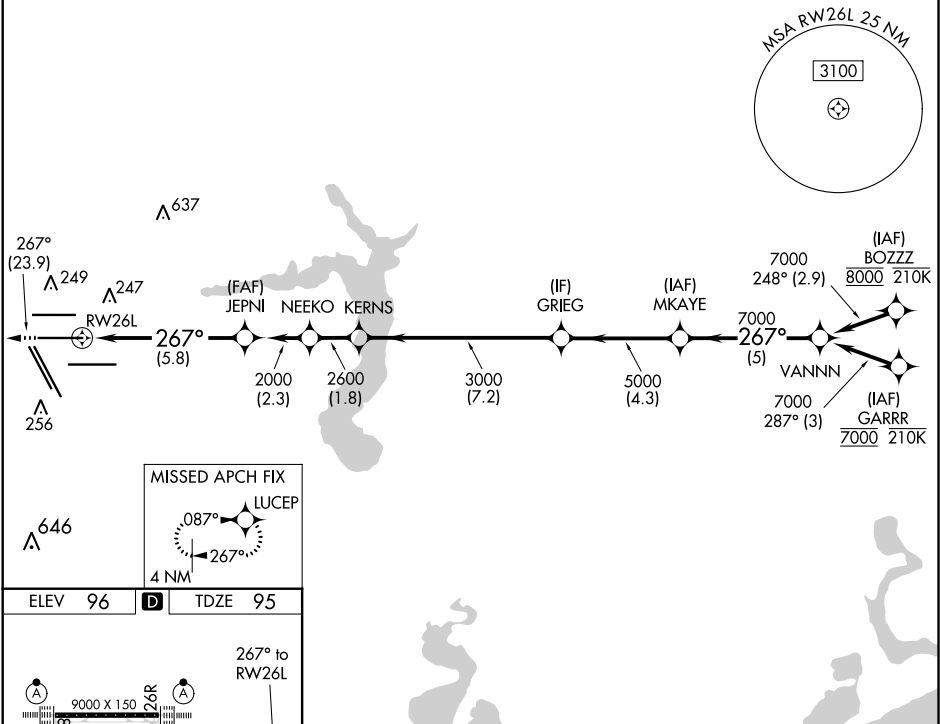 MSA RW26L 25 NM
3100
637
267°
(23.9)
249
247
RW26L
267°
(5.8)
(FAF)
JEPNI
NEEKO
KERNS
2000
(2.3)
2600
(1.8)
3000
(7.2)
(IF)
GRIEG
5000
(4.3)
(IAF)
MKAYE
7000
267°
(5)
VANNN
7000
248° (2.9)
(IAF)
BOZZZ
8000 210K
7000
287° (3)
(IAF)
GARRR
7000 210K
256
646
MISSED APCH FIX
LUCEP
087°
267°
4 NM
ELEV 96 D TDZE 95
267° to
RW26L
A
9000 X 150
26R
A
8